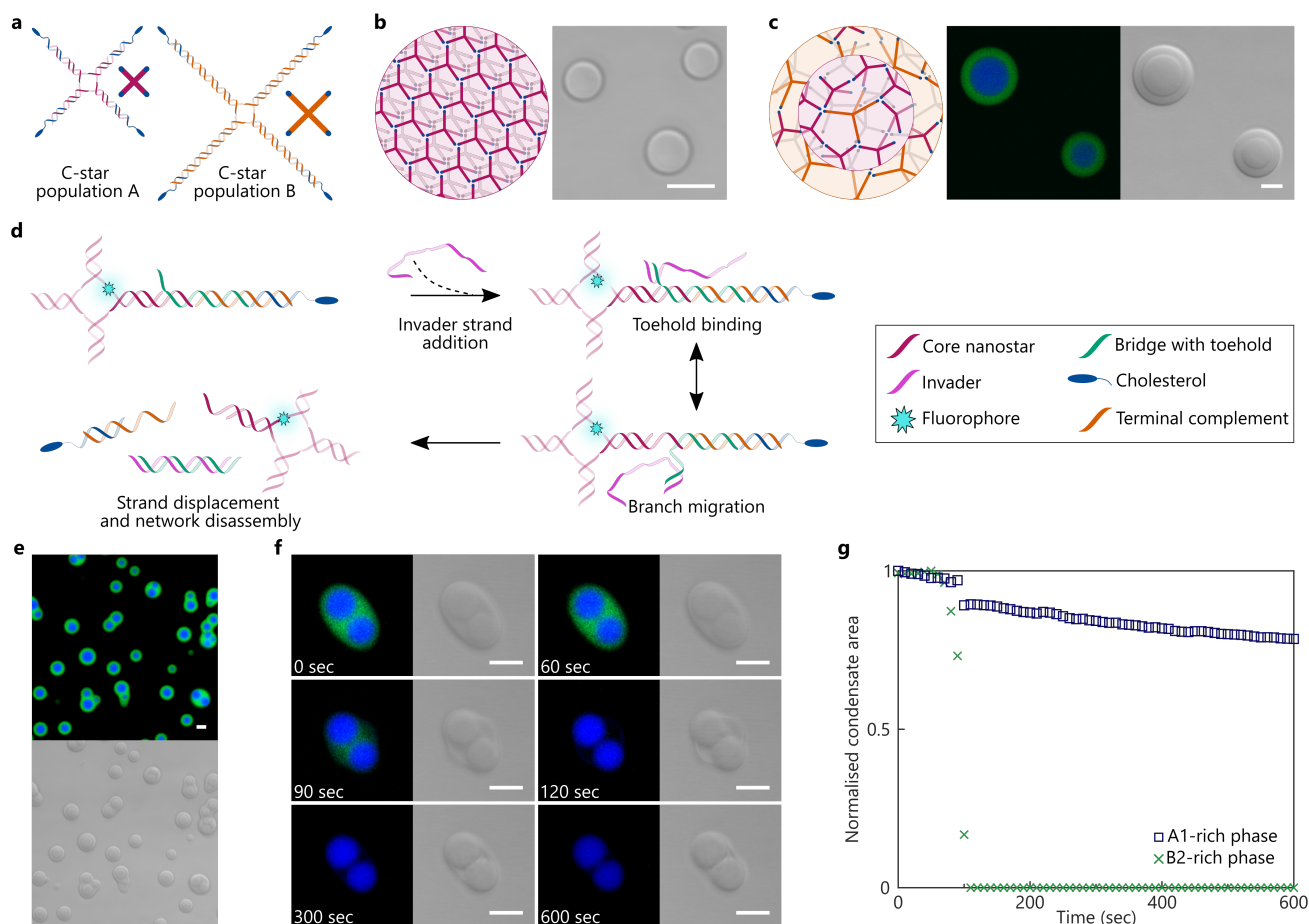 a
C-star
population A
C-star
population B
b
c
d
Invader strand
addition
Toehold binding
Core nanostar
Bridge with toehold
Invader
Cholesterol
Fluorophore
Terminal complement
Strand displacement
and network disassembly
Branch migration
e
f
0 sec
60 sec
90 sec
120 sec
300 sec
600 sec
g
Normalised condensate area
1
0.5
0
0
200
400
600
Time (sec)
A1-rich phase
B2-rich phase